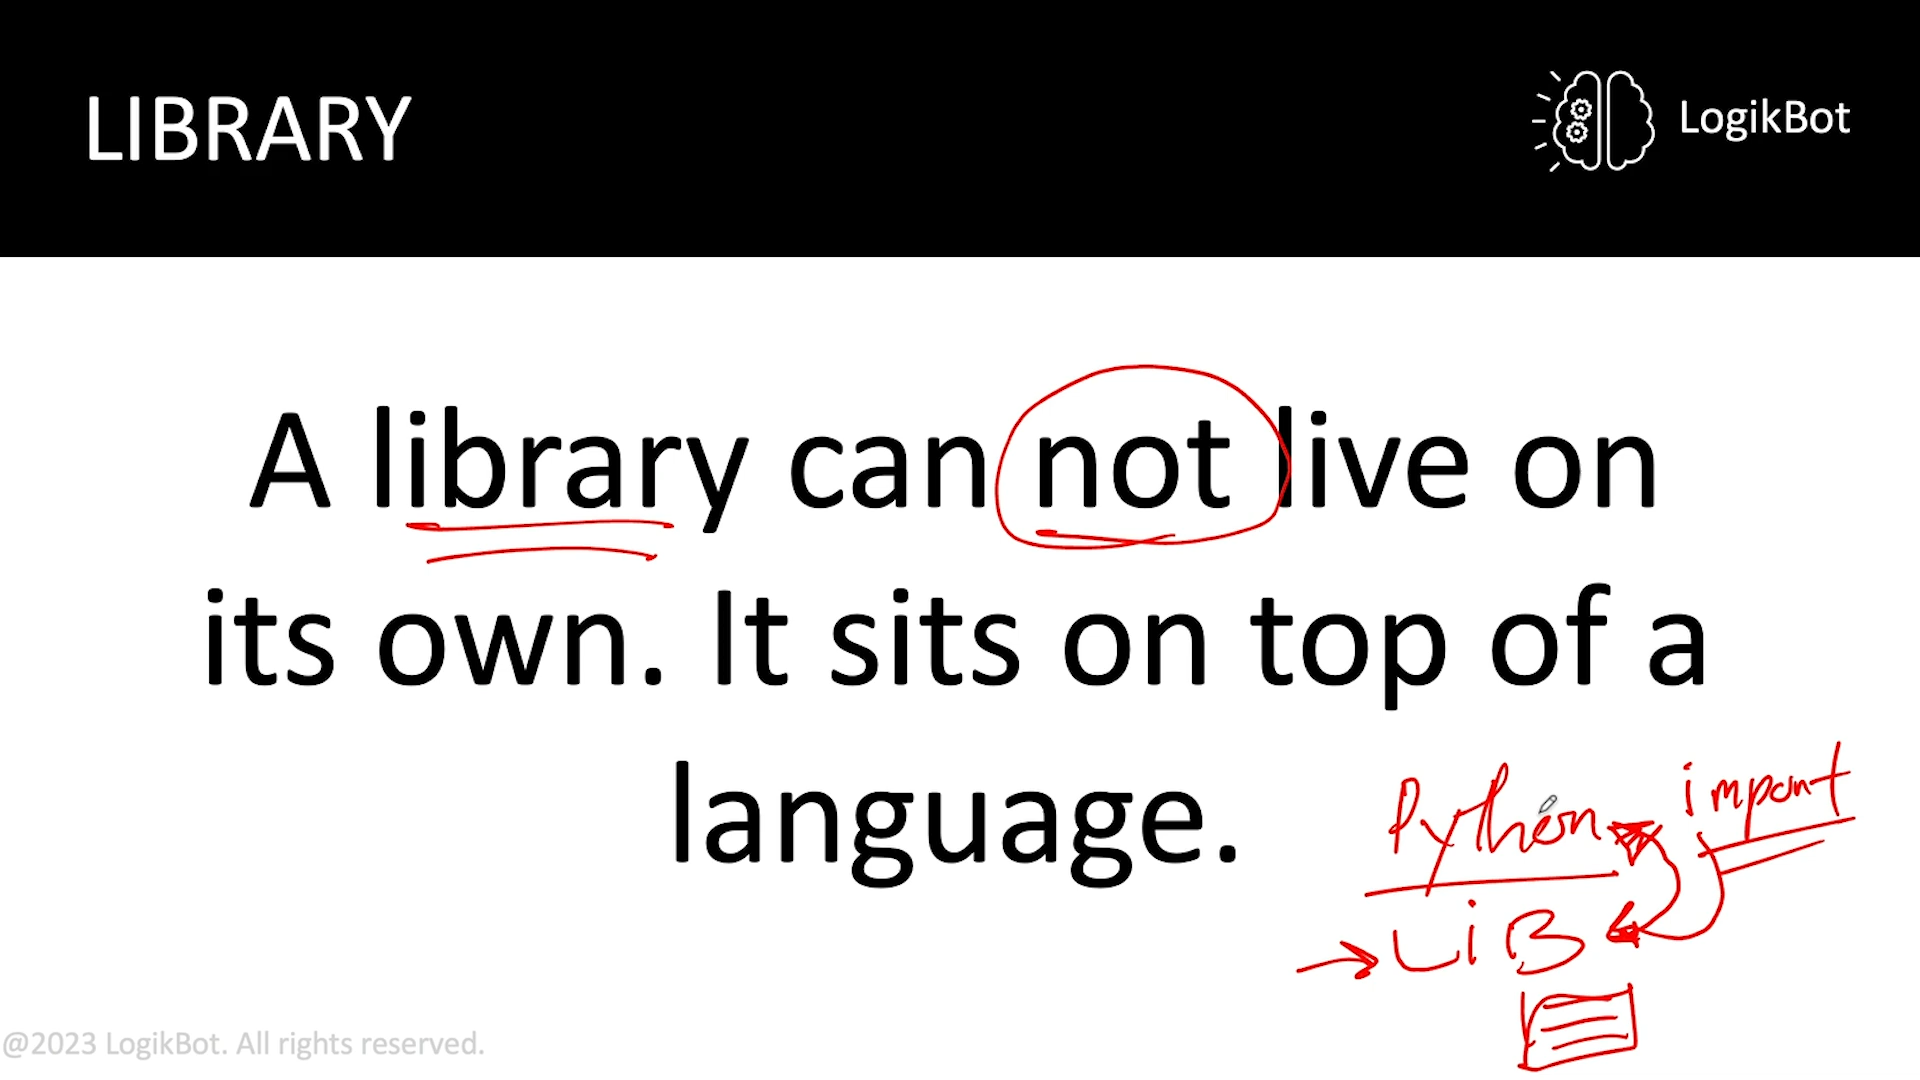 LIBRARY
LogikBot
A library can not live on
its own. It sits on top of a
language.
import
Python
LiB
@2023 LogikBot. All rights reserved.